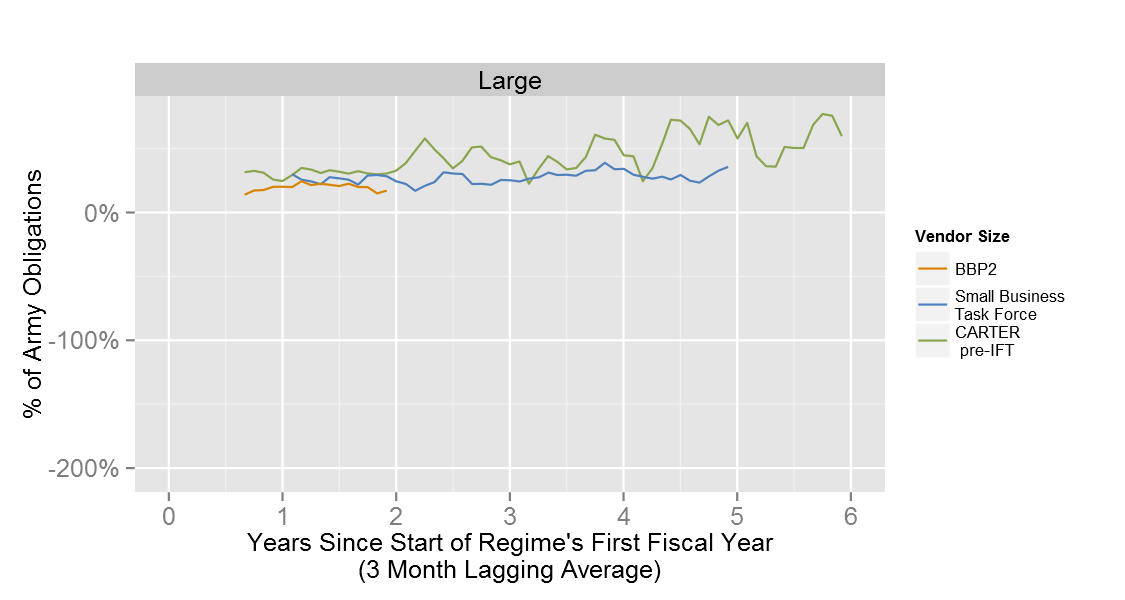 Large
% of Army Obligations
0%
-100%
-200%
0 1 2 3 4 5 6
Years Since Start of Regime's First Fiscal Year
(3 Month Lagging Average)
Vendor Size
BBP2
Small Business
Task Force
CARTER
pre-IFT